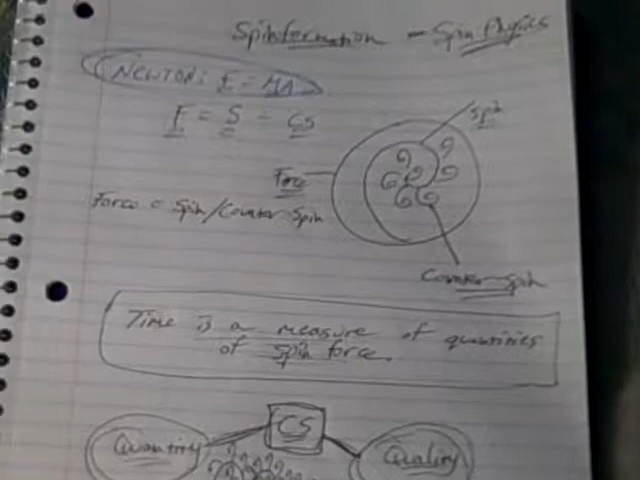 Spinformation - Spin Physics
NEWTON: F = MA
F = S - CS
Spin
Force
Force = Spin/Counter Spin
Counter-spin
Time is a measure of quantities
of spin force.
CS
Quantity
Quality